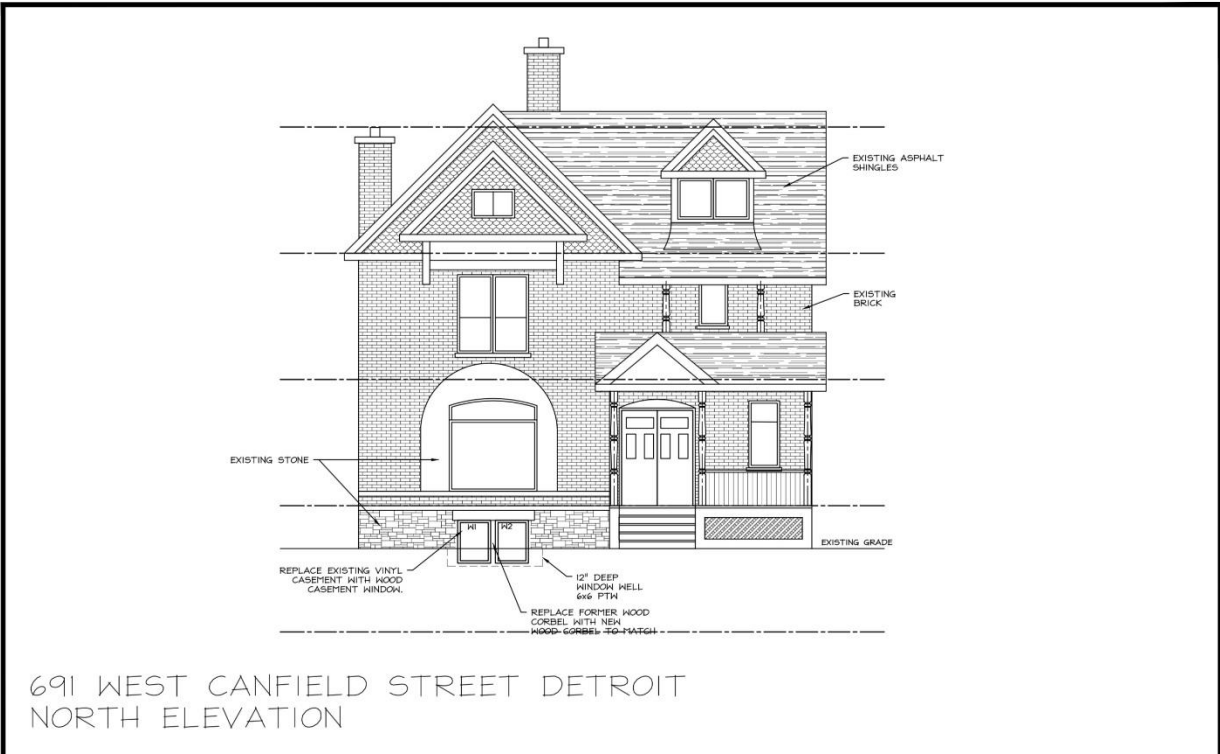 EXISTING ASPHALT
SHINGLES
EXISTING
BRICK
EXISTING STONE
W1 W2
EXISTING GRADE
REPLACE EXISTING VINYL
CASEMENT WITH WOOD
CASEMENT WINDOW.
12" DEEP
WINDOW WELL
6x6 PTW
REPLACE FORMER WOOD
CORBEL WITH NEW
WOOD CORBEL TO MATCH
691 WEST CANFIELD STREET DETROIT
NORTH ELEVATION